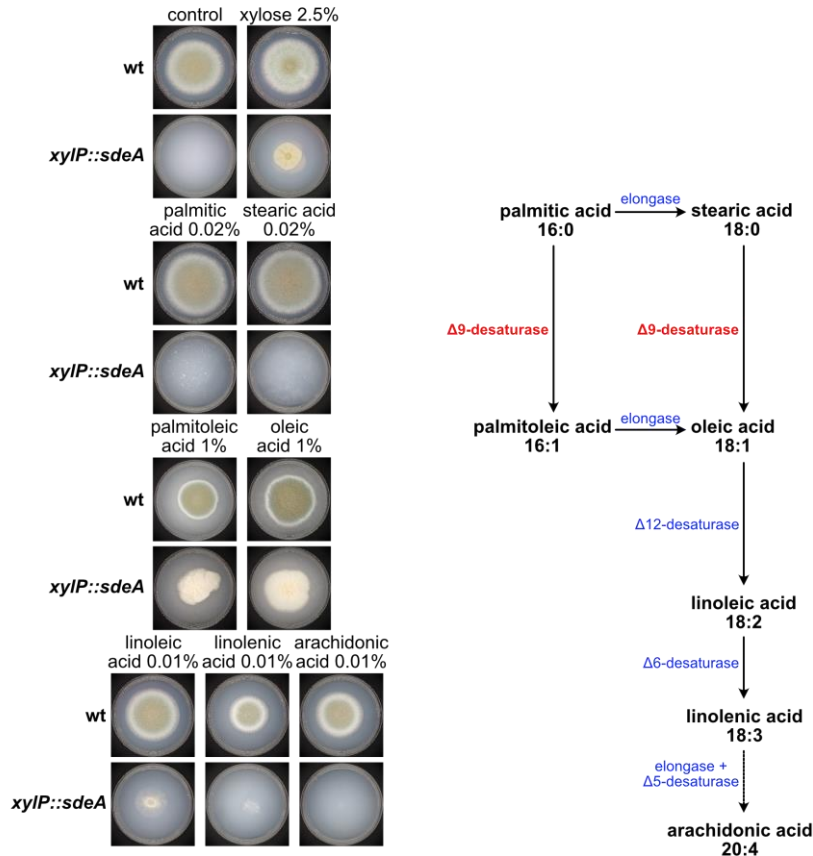 control xylose 2.5%
wt
xylP::sdeA
palmitic acid 0.02%
stearic acid 0.02%
wt
xylP::sdeA
palmitoleic acid 1%
oleic acid 1%
wt
xylP::sdeA
linoleic acid 0.01%
linolenic acid 0.01%
arachidonic acid 0.01%
wt
xylP::sdeA
palmitic acid
16:0
elongase
stearic acid
18:0
Δ9-desaturase
Δ9-desaturase
palmitoleic acid
16:1
elongase
oleic acid
18:1
Δ12-desaturase
linoleic acid
18:2
Δ6-desaturase
linolenic acid
18:3
elongase +
Δ5-desaturase
arachidonic acid
20:4